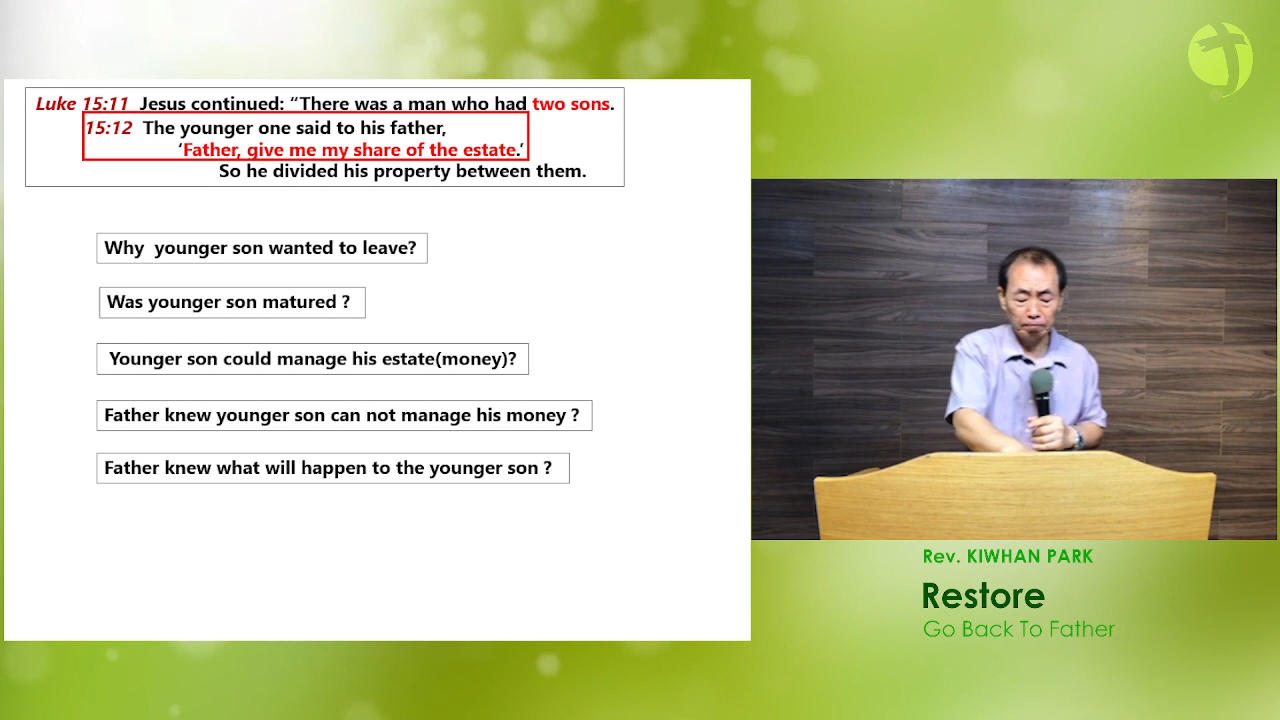 Luke 15:11 Jesus continued: “There was a man who had two sons.
15:12 The younger one said to his father,
‘Father, give me my share of the estate.’
So he divided his property between them.
Why younger son wanted to leave?
Was younger son matured ?
Younger son could manage his estate(money)?
Father knew younger son can not manage his money ?
Father knew what will happen to the younger son ?
Rev. KIWHAN PARK
Restore
Go Back To Father